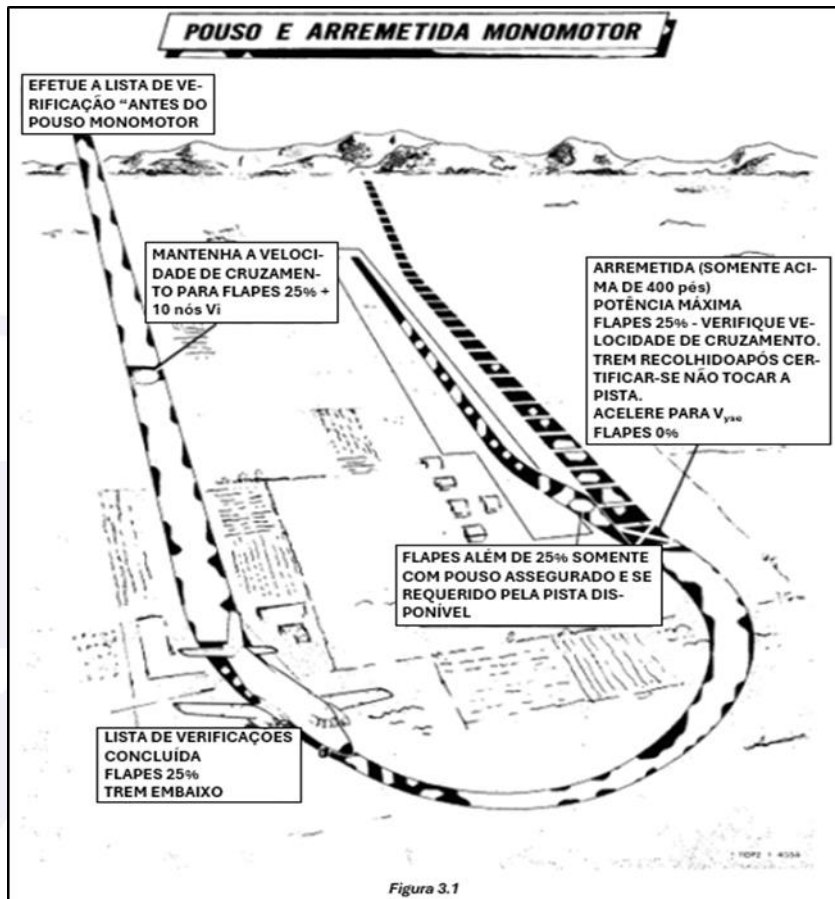 POUSO E ARREMETIDA MONOMOTOR
EFETUE A LISTA DE VE-
RIFICAÇÃO “ANTES DO
POUSO MONOMOTOR
MANTENHA A VELOCI-
DADE DE CRUZAMEN-
TO PARA FLAPES 25% +
10 nós Vi
ARREMETIDA (SOMENTE ACI-
MA DE 400 pés)
POTÊNCIA MÁXIMA
FLAPES 25% - VERIFIQUE VE-
LOCIDADE DE CRUZAMENTO.
TREM RECOLHIDOAPÓS CER-
TIFICAR-SE NÃO TOCAR A
PISTA.
ACELERE PARA Vyse
FLAPES 0%
FLAPES ALÉM DE 25% SOMENTE
COM POUSO ASSEGURADO E SE
REQUERIDO PELA PISTA DIS-
PONÍVEL
LISTA DE VERIFICAÇÕES
CONCLUÍDA
FLAPES 25%
TREM EMBAIXO
Figura 3.1